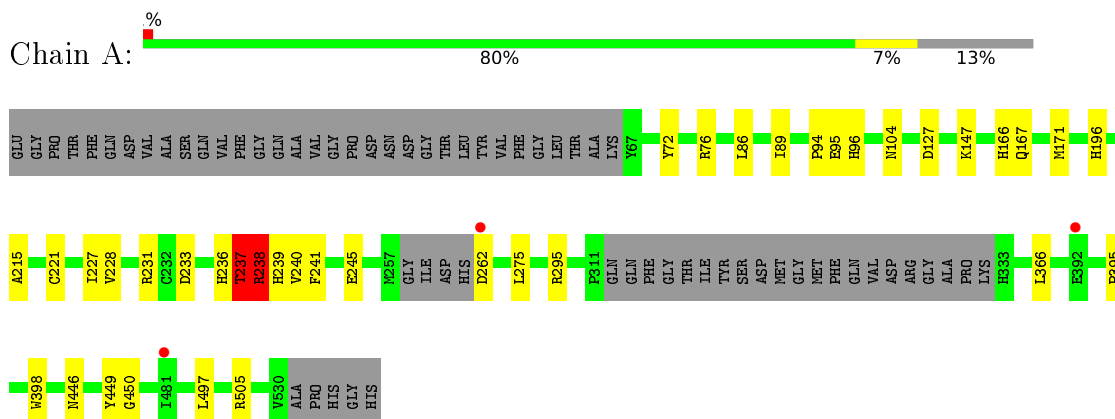 %
Chain A:
80% 7% 13%
GLU GLY PRO THR PHE GLN ASP VAL ALA SER GLN VAL PHE GLY GLN ALA VAL GLY PRO ASP ASN ASP GLY THR LEU TYR VAL PHE GLY LEU THR ALA LYS Y67 Y72 R76 L86 I89 P94 E95 H96 N104 D127 K147 H166 Q167 M171 H196
A215 C221 I227 V228 R231 C232 D233 H236 T237 R238 H239 V240 F241 E245 M257 GLY ILE ASP HIS D262 L275 R295 P311 GLN GLN PHE GLY THR ILE TYR SER ASP MET GLY MET PHE GLN VAL ASP ARG GLY ALA PRO LYS H333 L366 E392
W398 N446 Y449 G450 I481 L497 R505 V530 ALA PRO HIS GLY HIS